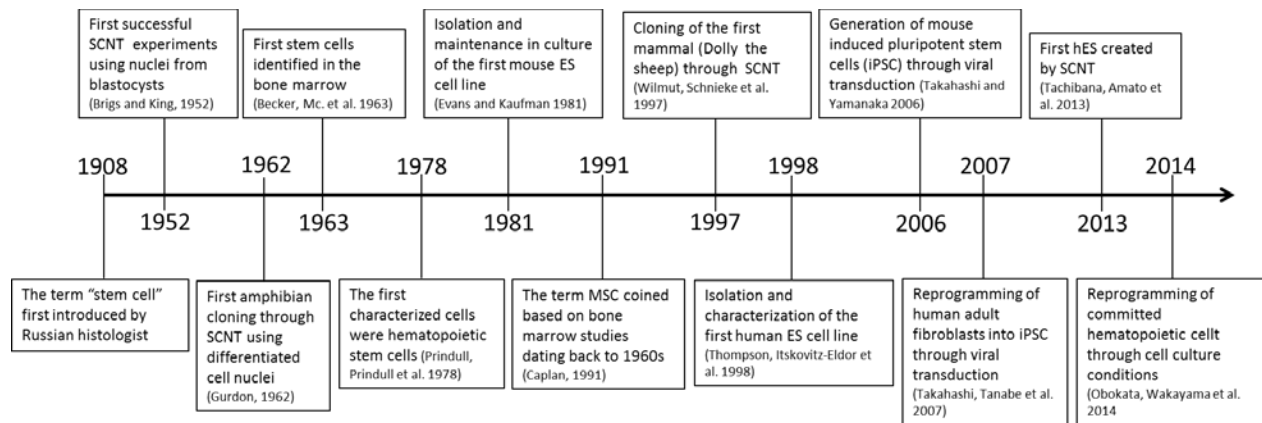 First successful
SCNT experiments
using nuclei from
blastocysts
(Brigs and King, 1952)
First stem cells
identified in the
bone marrow
(Becker, Mc. et al. 1963)
Isolation and
maintenance in culture
of the first mouse ES
cell line
(Evans and Kaufman 1981)
Cloning of the first
mammal (Dolly the
sheep) through SCNT
(Wilmut, Schnieke et al.
1997)
Generation of mouse
induced pluripotent stem
cells (iPSC) through viral
transduction (Takahashi and
Yamanaka 2006)
First hES created
by SCNT
(Tachibana, Amato et
al. 2013)
1908 1962 1978 1991 1998 2007 2014
1952 1963 1981 1997 2006 2013
The term “stem cell”
first introduced by
Russian histologist
First amphibian
cloning through
SCNT using
differentiated
cell nuclei
(Gurdon, 1962)
The first
characterized cells
were hematopoietic
stem cells (Prindull,
Prindull et al. 1978)
The term MSC coined
based on bone
marrow studies
dating back to 1960s
(Caplan, 1991)
Isolation and
characterization of the
first human ES cell line
(Thompson, Itskovitz-Eldor et
al. 1998)
Reprogramming of
human adult
fibroblasts into iPSC
through viral
transduction
(Takahashi, Tanabe et al.
2007)
Reprogramming of
committed
hematopoietic cellt
through cell culture
conditions
(Obokata, Wakayama et al.
2014